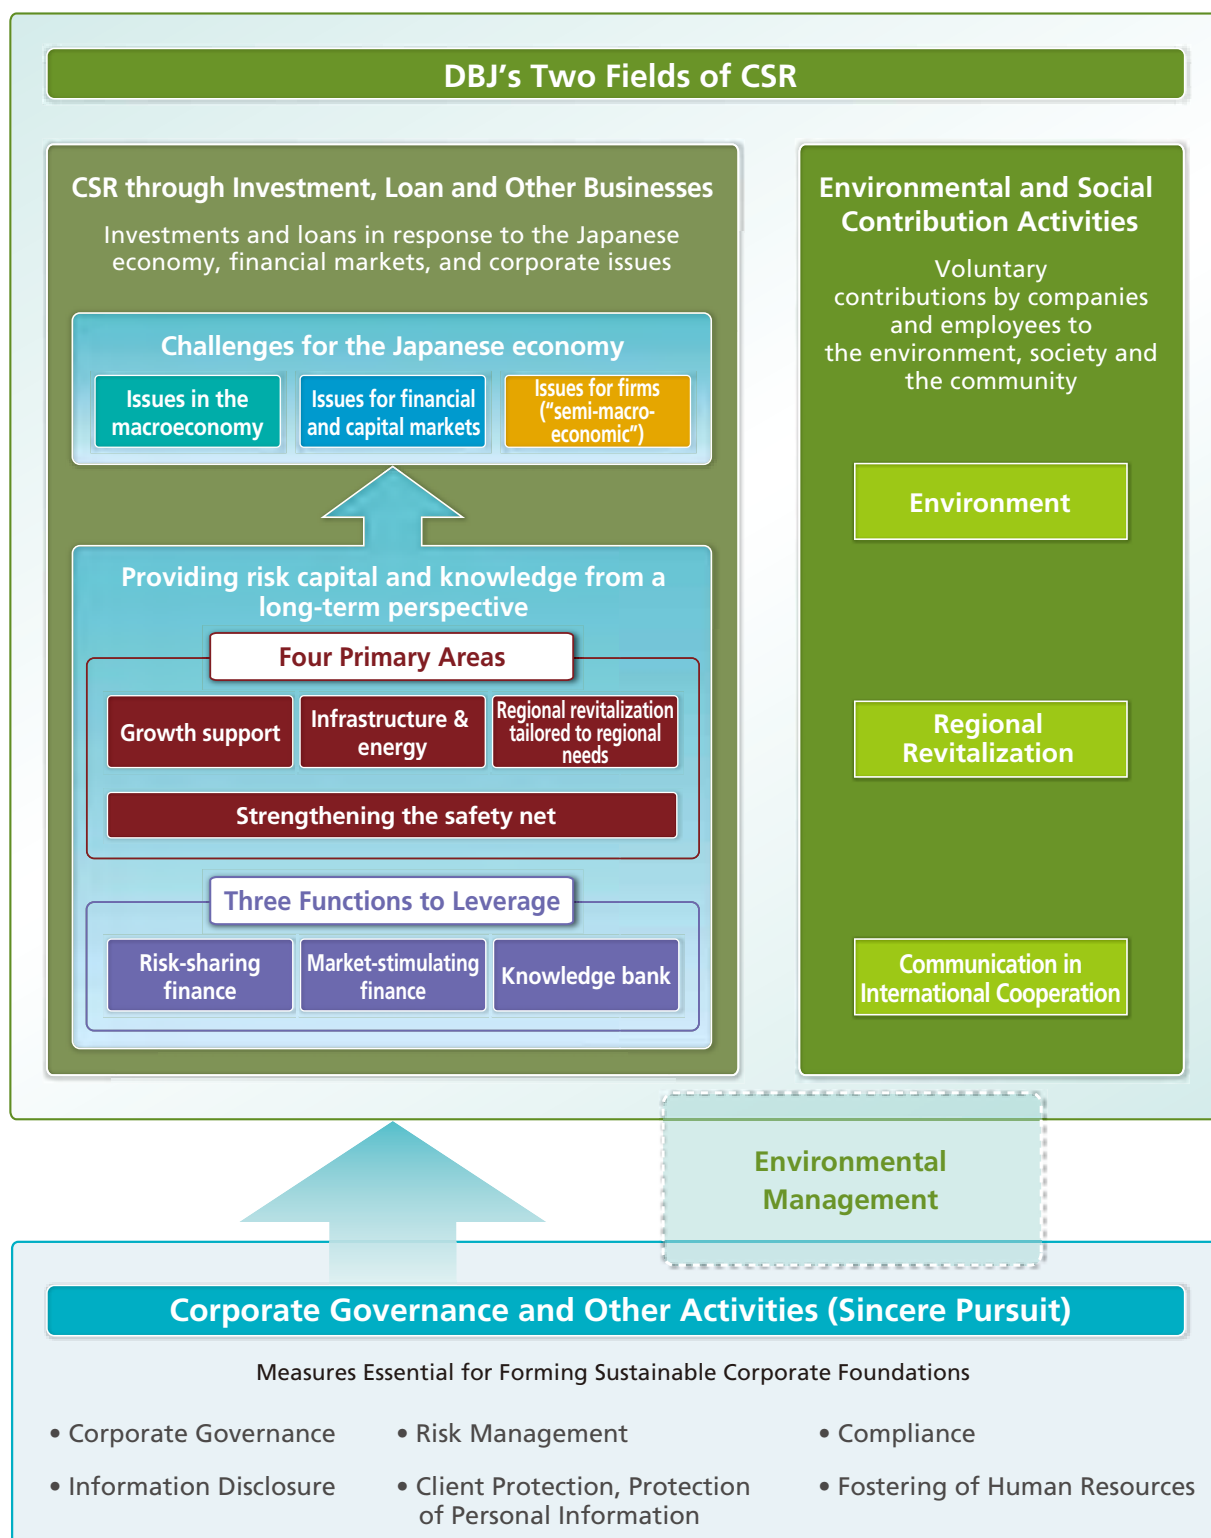 DBJ's Two Fields of CSR
CSR through Investment, Loan and Other Businesses
Investments and loans in response to the Japanese
economy, financial markets, and corporate issues
Challenges for the Japanese economy
Issues in the
macroeconomy
Issues for financial
and capital markets
Issues for firms
(“semi-macro-
economic”)
Providing risk capital and knowledge from a
long-term perspective
Four Primary Areas
Growth support
Infrastructure &
energy
Regional revitalization
tailored to regional
needs
Strengthening the safety net
Three Functions to Leverage
Risk-sharing
finance
Market-stimulating
finance
Knowledge bank
Environmental and Social
Contribution Activities
Voluntary
contributions by companies
and employees to
the environment, society and
the community
Environment
Regional
Revitalization
Communication in
International Cooperation
Environmental
Management
Corporate Governance and Other Activities (Sincere Pursuit)
Measures Essential for Forming Sustainable Corporate Foundations
• Corporate Governance
• Risk Management
• Compliance
• Information Disclosure
• Client Protection, Protection
of Personal Information
• Fostering of Human Resources